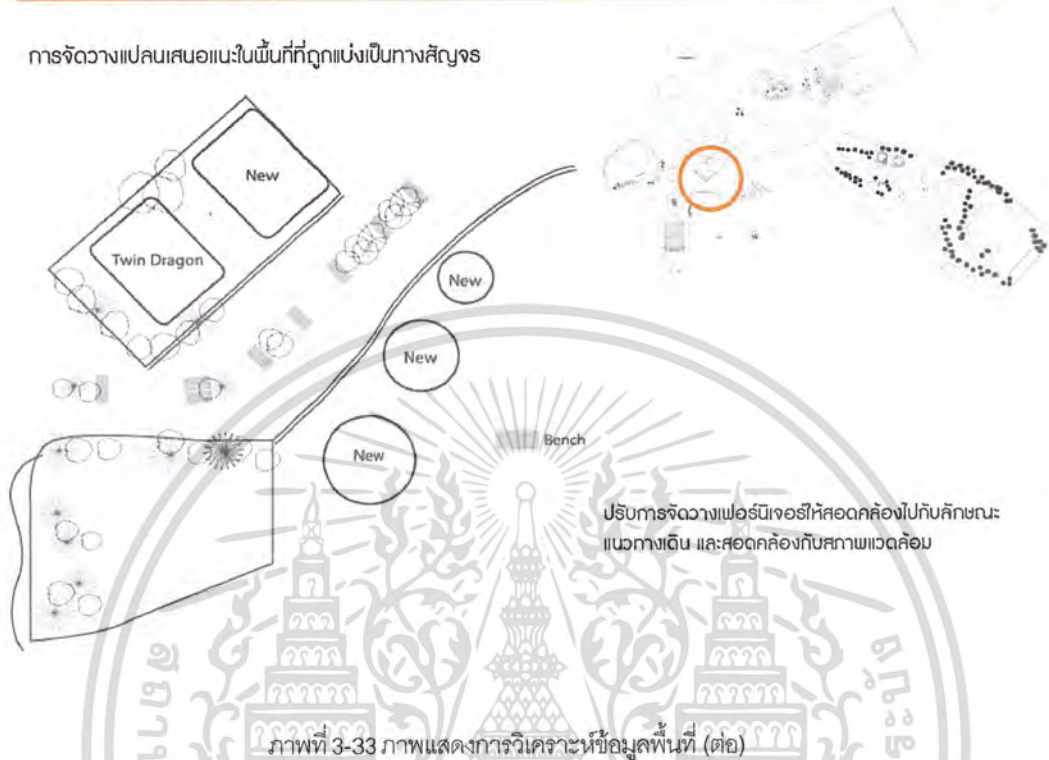 การจัดวางแปลนเสนอแนะในพื้นที่ที่ถูกแบ่งเป็นทางสัญจร
New
Twin Dragon
New
New
New
Bench
ปรับการจัดวางเฟอร์นิเจอร์ให้สอดคล้องไปกับลักษณะ
แนวทางเดิน และสอดคล้องกับสภาพแวดล้อม
ภาพที่ 3-33 ภาพแสดงการวิเคราะห์ข้อมูลพื้นที่ (ต่อ)